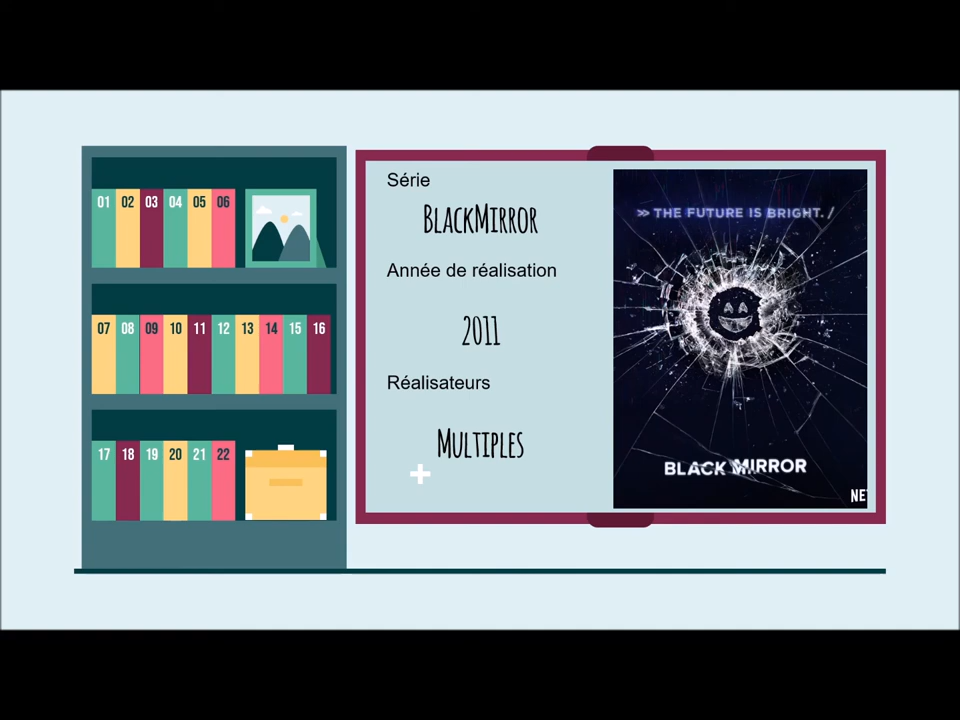 01 02 03 04 05 06
07 08 09 10 11 12 13 14 15 16
17 18 19 20 21 22
Série
BlackMirror
Année de réalisation
2011
Réalisateurs
Multiples
>> THE FUTURE IS BRIGHT. /
BLACK MIRROR
NE